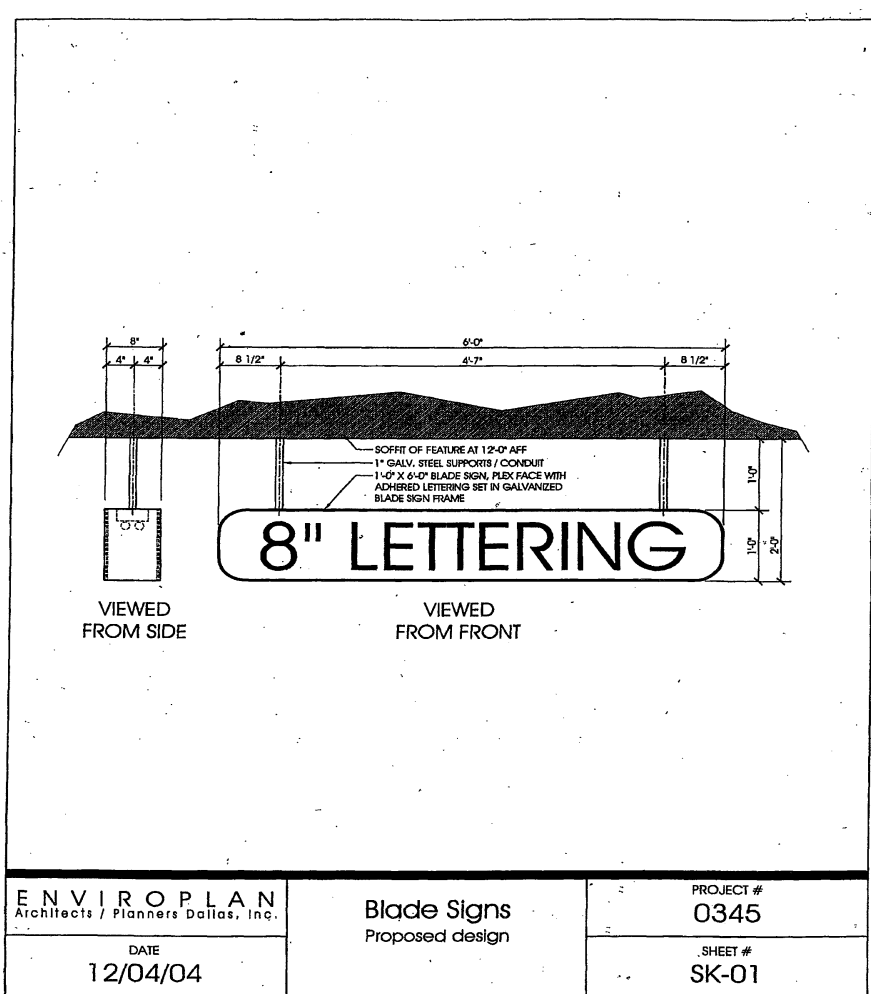 8"
4" 4"
6'-0"
8 1/2" 4'-7" 8 1/2"
SOFFIT OF FEATURE AT 12'-0" AFF
1" GALV. STEEL SUPPORTS / CONDUIT
1'-0" X 6'-0" BLADE SIGN, PLEX FACE WITH
ADHERED LETTERING SET IN GALVANIZED
BLADE SIGN FRAME
1'-0"
1'-0"
2'-0"
8" LETTERING
VIEWED
FROM SIDE
VIEWED
FROM FRONT
ENVIROPLAN
Architects / Planners Dallas, Inc.
DATE
12/04/04
Blade Signs
Proposed design
PROJECT #
0345
SHEET #
SK-01